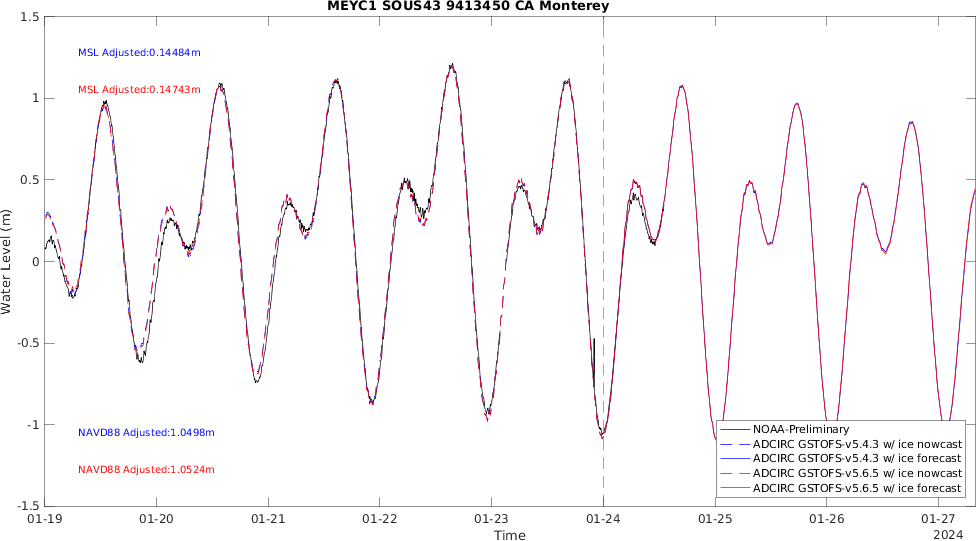 MEYC1 SOUS43 9413450 CA Monterey
1.5
MSL Adjusted:0.14484m
MSL Adjusted:0.14743m
1
0.5
Water Level (m)
0
-0.5
-1
NAVD88 Adjusted:1.0498m
NAVD88 Adjusted:1.0524m
NOAA-Preliminary
ADCIRC GSTOFS-v5.4.3 w/ ice nowcast
ADCIRC GSTOFS-v5.4.3 w/ ice forecast
ADCIRC GSTOFS-v5.6.5 w/ ice nowcast
ADCIRC GSTOFS-v5.6.5 w/ ice forecast
-1.5
01-19 01-20 01-21 01-22 01-23 01-24 01-25 01-26 01-27
Time
2024